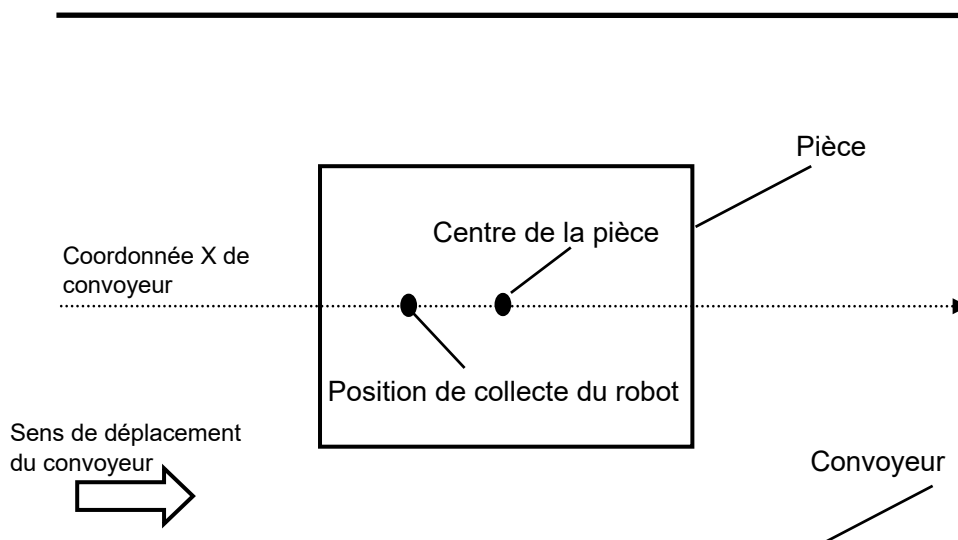 Pièce
Centre de la pièce
Coordonnée X de
convoyeur
Position de collecte du robot
Sens de déplacement
du convoyeur
Convoyeur